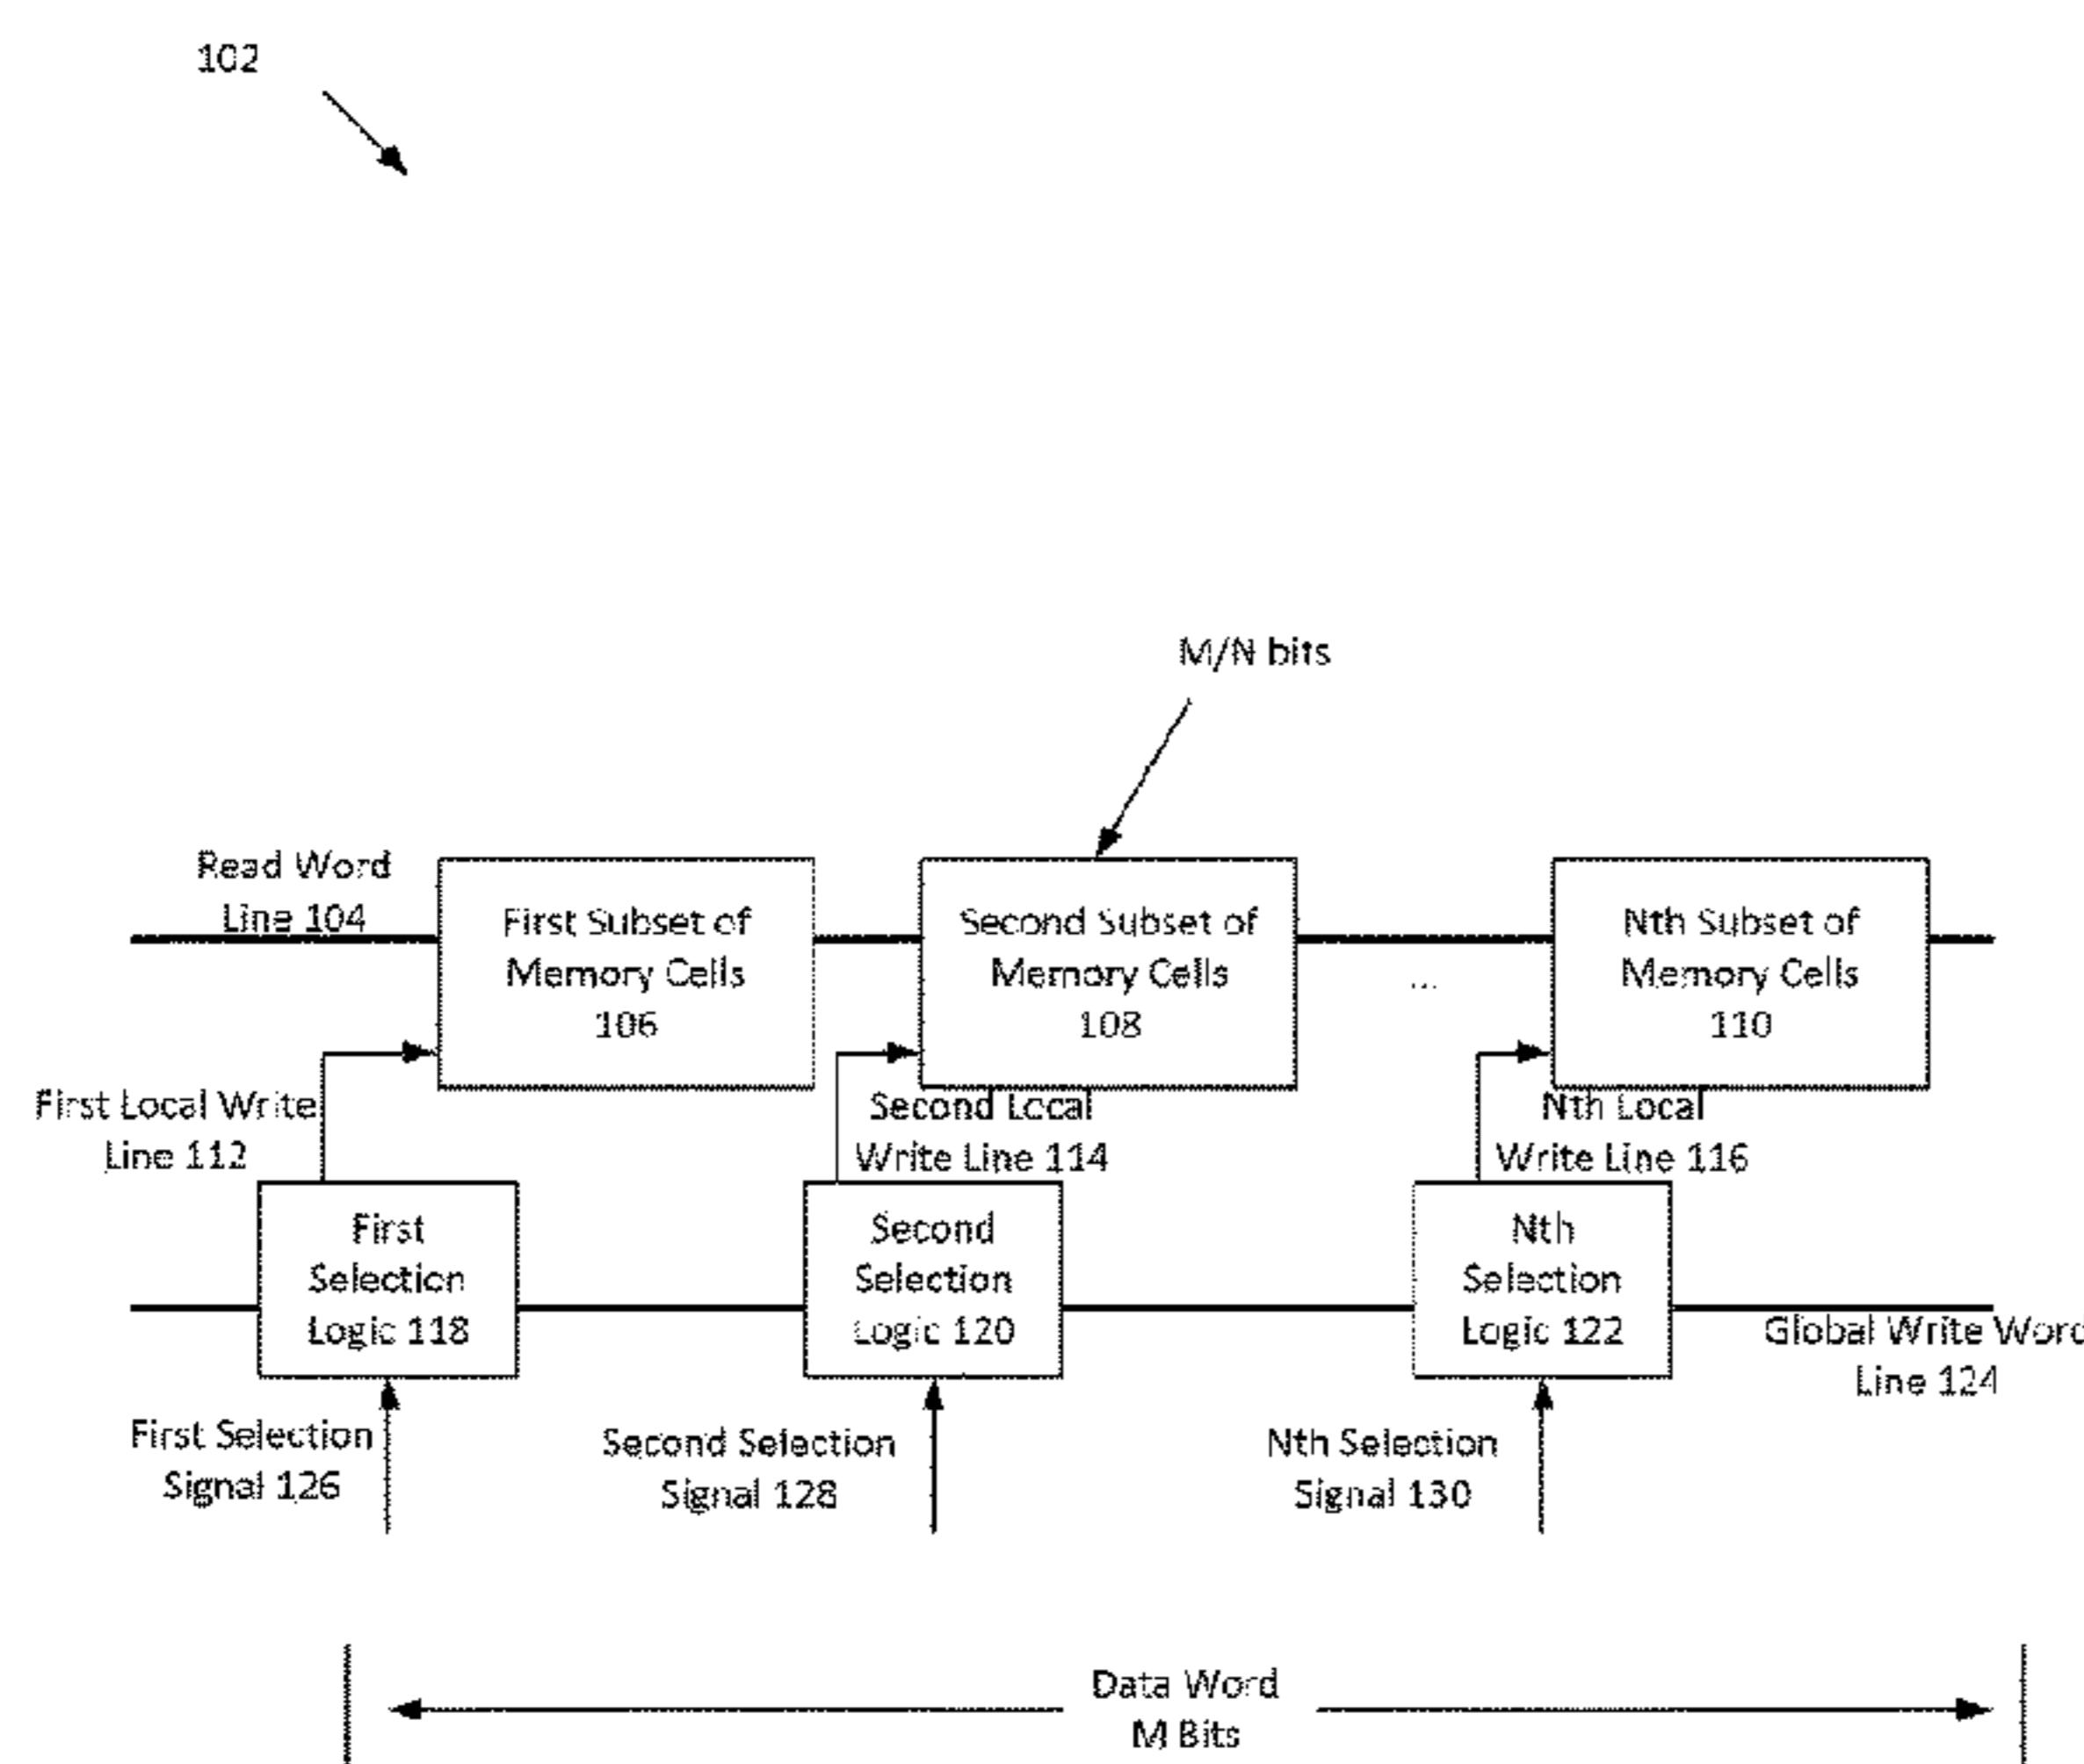 102
M/N bits
Read Word
Line 104
First Subset of
Memory Cells
106
Second Subset of
Memory Cells
108
...
Nth Subset of
Memory Cells
110
First Local Write
Line 112
Second Local
Write Line 114
Nth Local
Write Line 116
First
Selection
Logic 118
Second
Selection
Logic 120
Nth
Selection
Logic 122
Global Write Word
Line 124
First Selection
Signal 126
Second Selection
Signal 128
Nth Selection
Signal 130
Data Word
M Bits